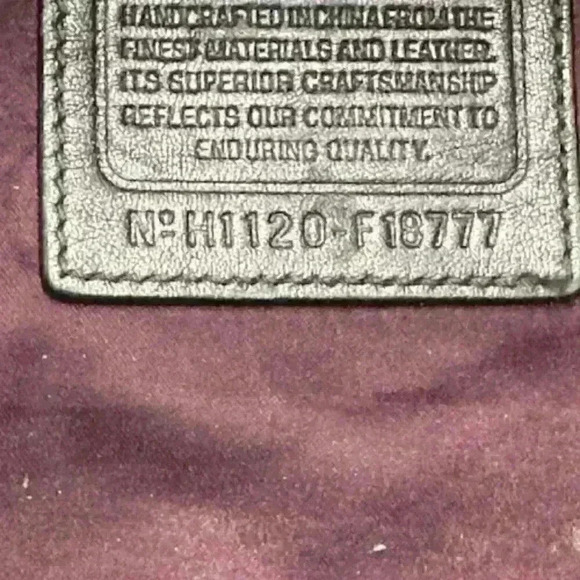 HANDCRAFTED IN CHINA FROM THE
FINEST MATERIALS AND LEATHER.
ITS SUPERIOR CRAFTSMANSHIP
REFLECTS OUR COMMITMENT TO
ENDURING QUALITY.
Nº H1120-F18777